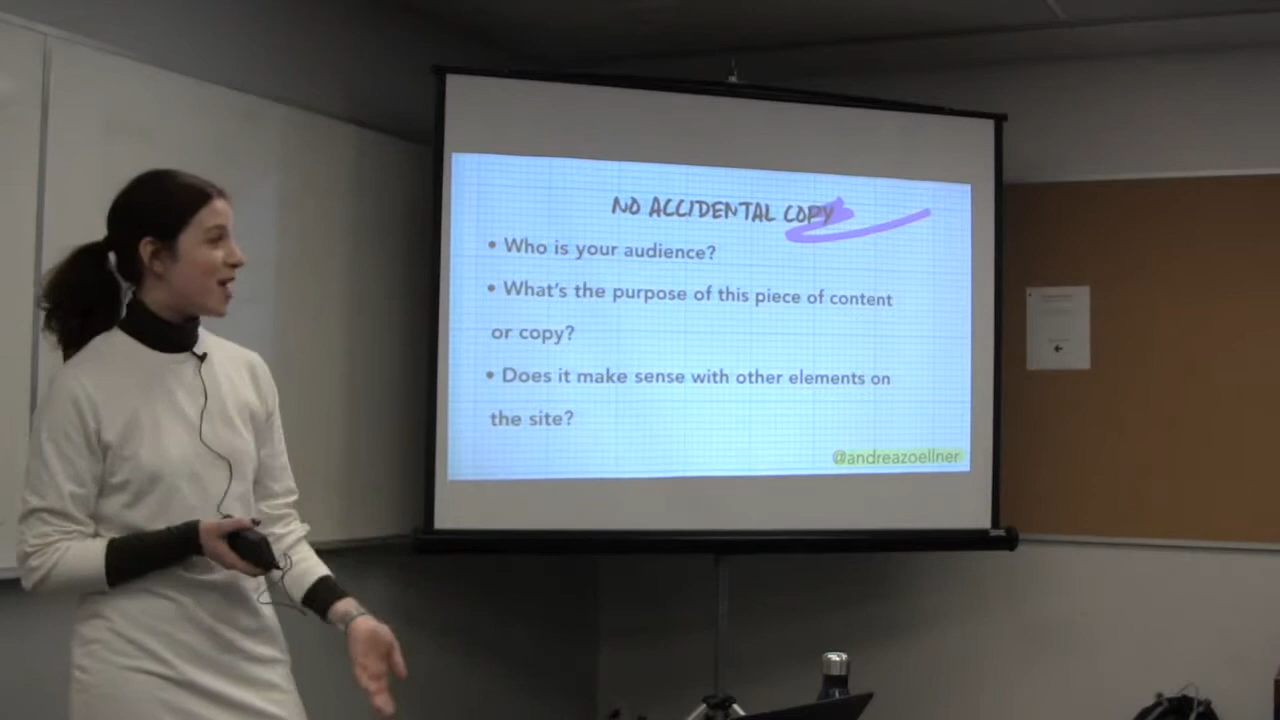 NO ACCIDENTAL COPY
• Who is your audience?
• What's the purpose of this piece of content
or copy?
• Does it make sense with other elements on
the site?
@andreazoellner